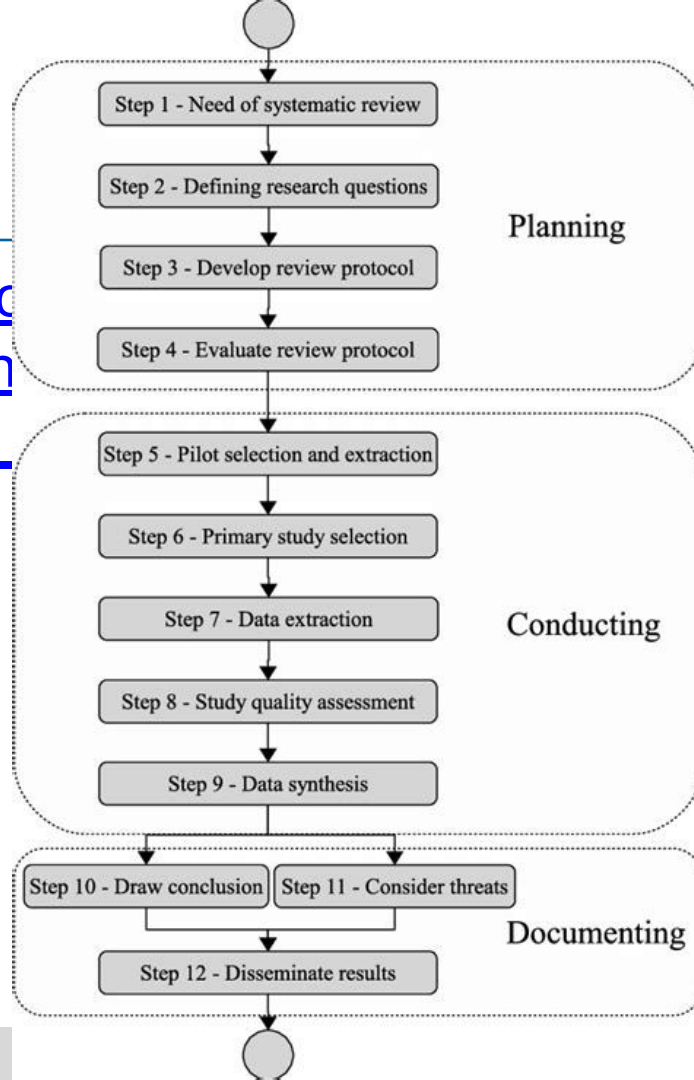 Step 1 - Need of systematic review
Step 2 - Defining research questions
Planning
Step 3 - Develop review protocol
Step 4 - Evaluate review protocol
Step 5 - Pilot selection and extraction
Step 6 - Primary study selection
Step 7 - Data extraction
Conducting
Step 8 - Study quality assessment
Step 9 - Data synthesis
Step 10 - Draw conclusion
Step 11 - Consider threats
Documenting
Step 12 - Disseminate results